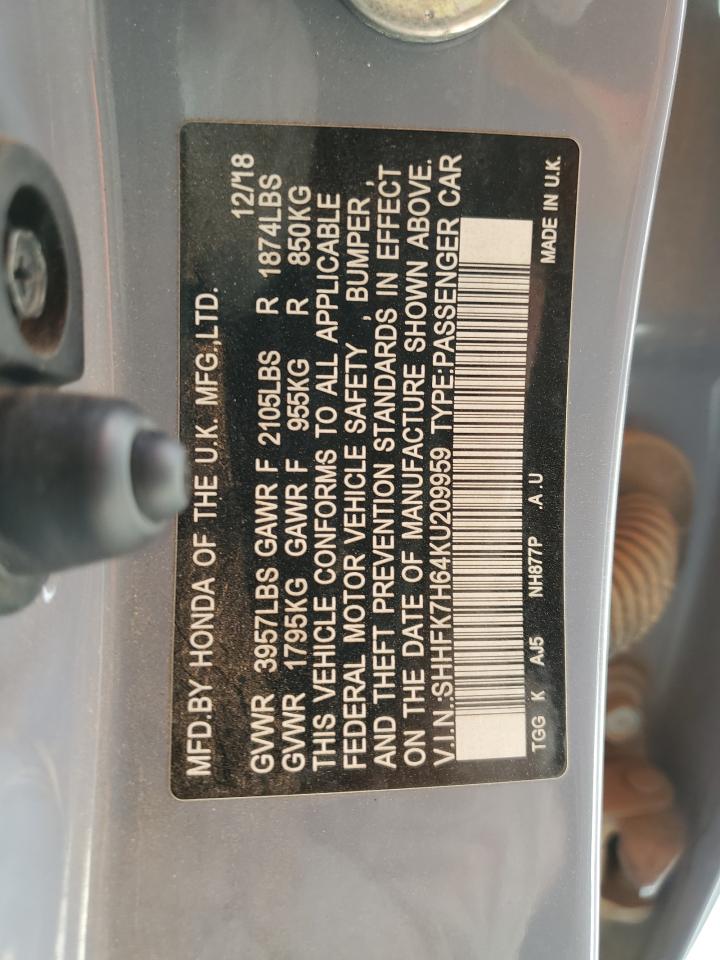 MFD.BY HONDA OF THE U.K. MFG.,LTD. 12/18
GVWR 3957LBS GAWR F 2105LBS R 1874LBS
GVWR 1795KG GAWR F 955KG R 850KG
THIS VEHICLE CONFORMS TO ALL APPLICABLE
FEDERAL MOTOR VEHICLE SAFETY , BUMPER ,
AND THEFT PREVENTION STANDARDS, IN EFFECT
ON THE DATE OF MANUFACTURE SHOWN ABOVE.
V.I.N.:SHHFK7H64KU209959 TYPE:PASSENGER CAR
TGG K AJ5 NH877P .A.U MADE IN U.K.